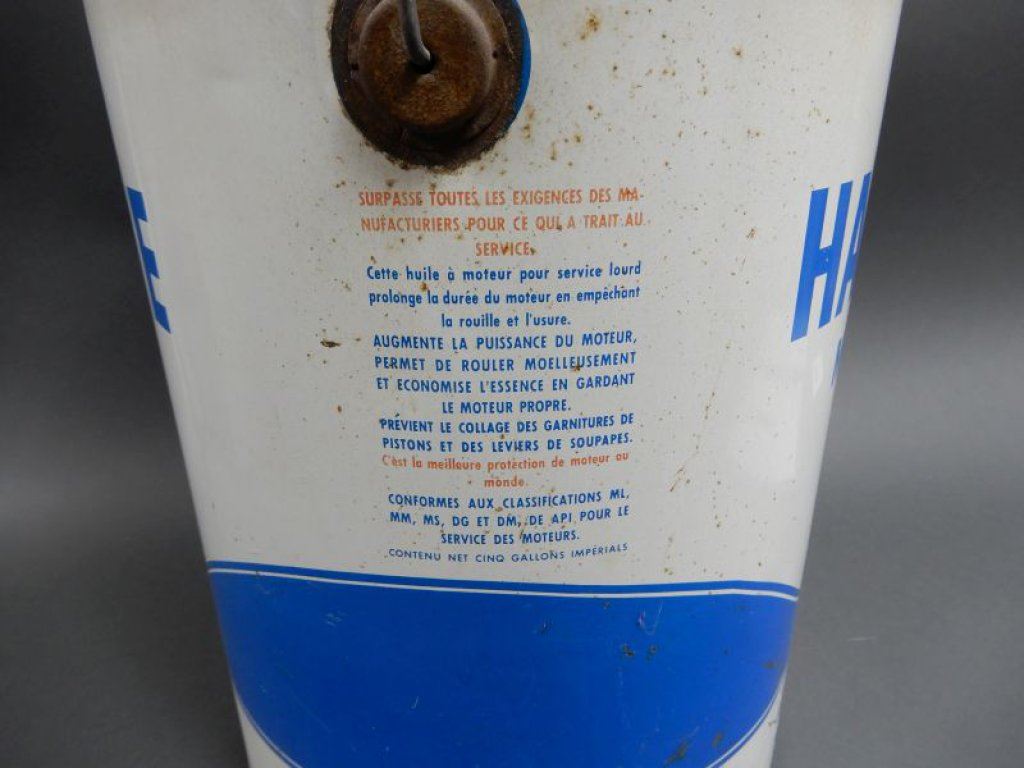 SURPASSE TOUTES LES EXIGENCES DES MA-
NUFACTURIERS POUR CE QUI A TRAIT AU
SERVICE.
Cette huile à moteur pour service lourd
prolonge la durée du moteur en empêchant
la rouille et l'usure.
AUGMENTE LA PUISSANCE DU MOTEUR,
PERMET DE ROULER MOELLEUSEMENT
ET ECONOMISE L'ESSENCE EN GARDANT
LE MOTEUR PROPRE.
PRÉVIENT LE COLLAGE DES GARNITURES DE
PISTONS ET DES LEVIERS DE SOUPAPES.
C'est la meilleure protection de moteur au
monde.
CONFORMES AUX CLASSIFICATIONS ML,
MM, MS, DG ET DM, DE API POUR LE
SERVICE DES MOTEURS.
CONTENU NET CINQ GALLONS IMPERIALS
E
HA